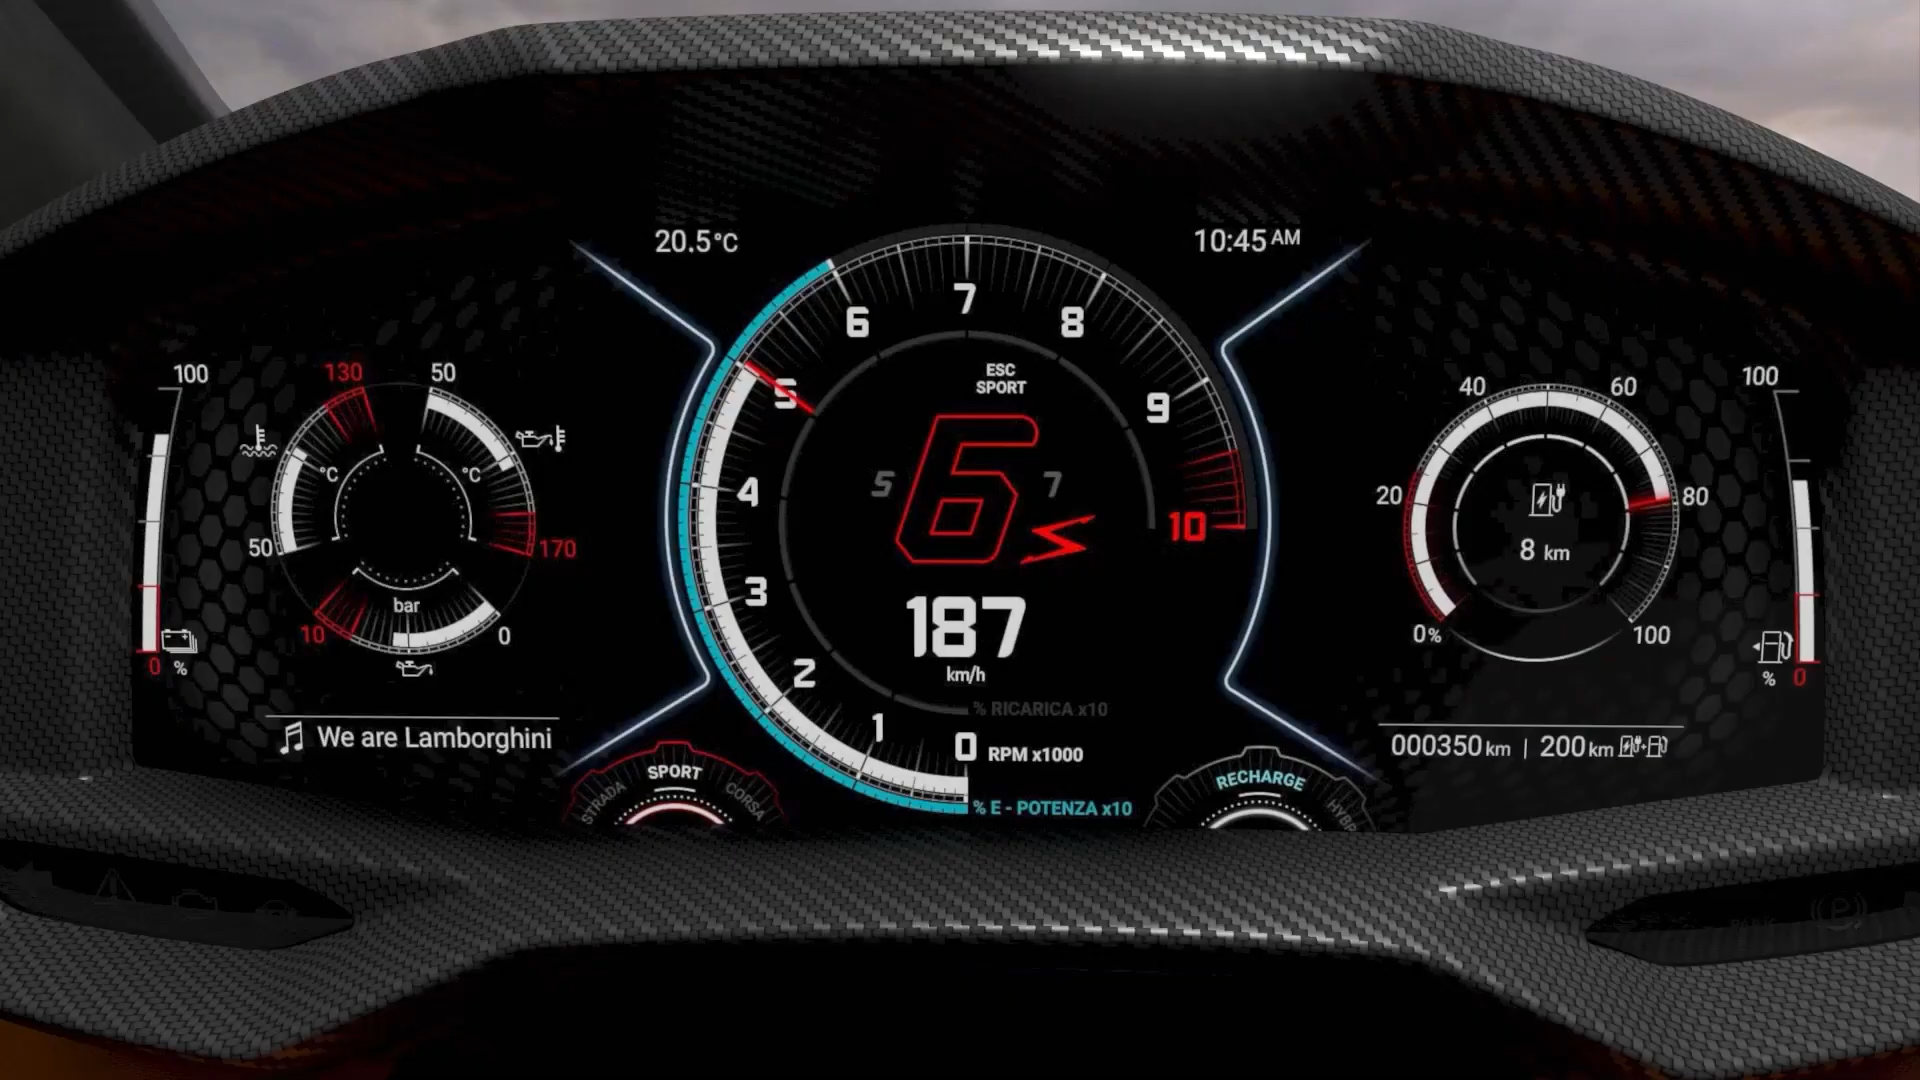 20.5°C
10:45 AM
100
0
%
130
50
°C
°C
50
170
bar
10
0
We are Lamborghini
0
1
2
3
4
5
6
7
8
9
10
ESC
SPORT
5
6
7
S
187
km/h
% RICARICA x10
RPM x1000
% E - POTENZA x10
STRADA
SPORT
CORSA
RECHARGE
40
60
20
80
0%
100
8 km
000350 km | 200 km
100
%
0